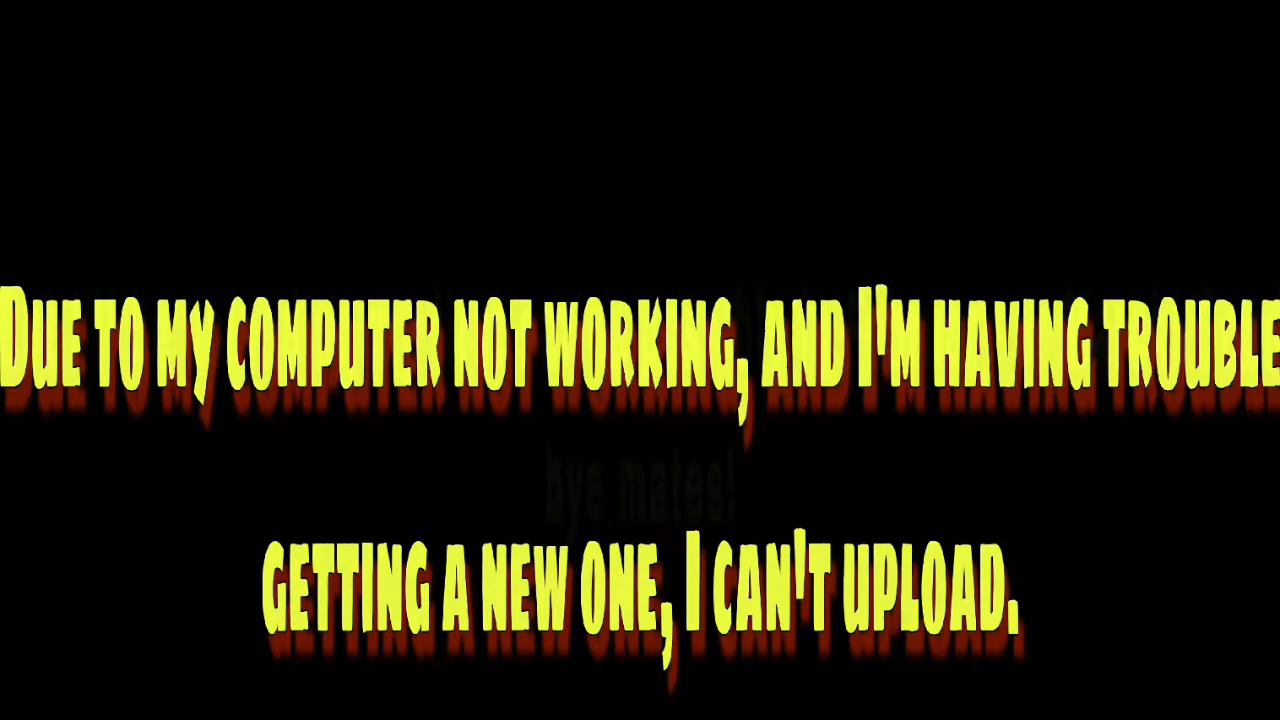 Due to my computer not working, and I'm having trouble
bye mates!
getting a new one, I can't upload.